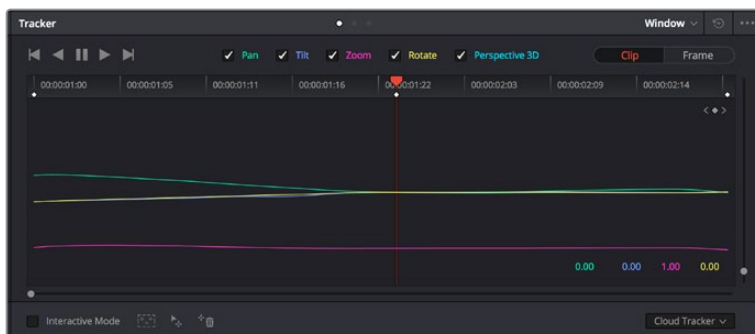 Tracker
Window
Pan
Tilt
Zoom
Rotate
Perspective 3D
Clip
Frame
00:00:01:00
00:00:01:05
00:00:01:11
00:00:01:16
00:00:01:22
00:00:02:03
00:00:02:09
00:00:02:14
0.00
0.00
1.00
0.00
Interactive Mode
Cloud Tracker